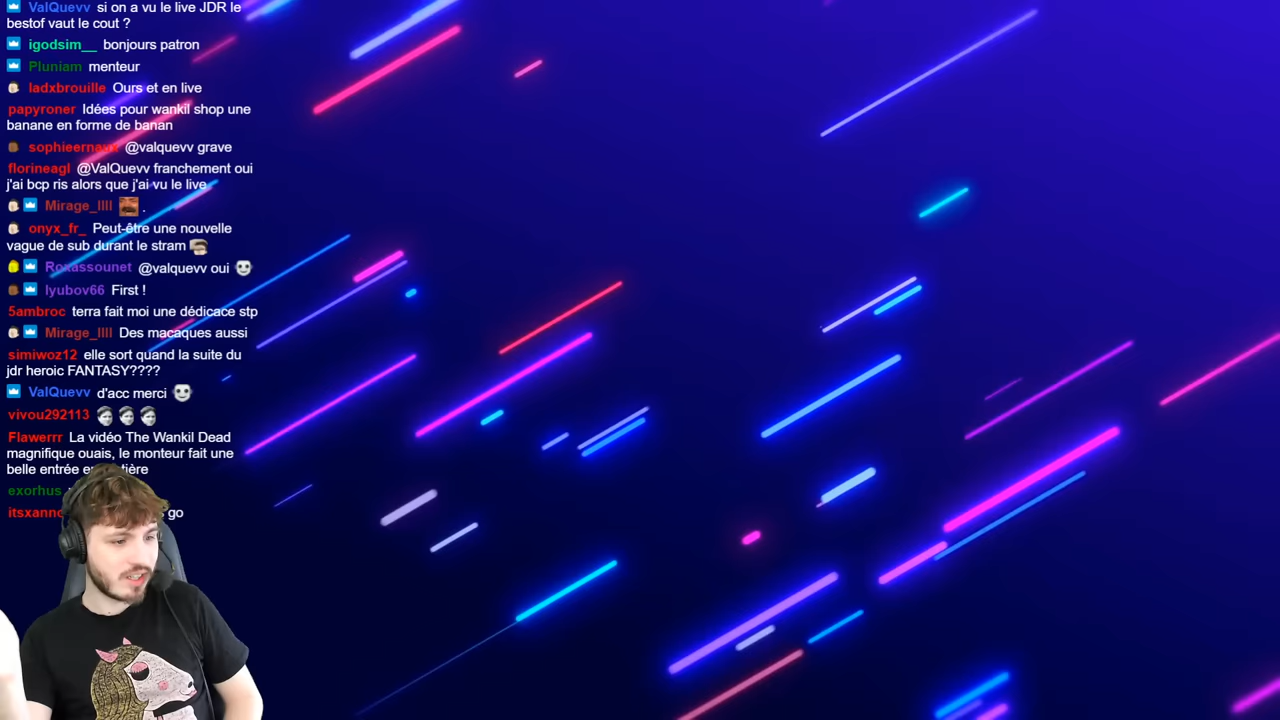 ValQuevv si on a vu le live JDR le
bestof vaut le cout ?
igodsim__ bonjours patron
Pluniam menteur
ladxbrouille Ours et en live
papyroner Idées pour wankil shop une
banane en forme de banan
sophieernaux @valquevv grave
florineagl @ValQuevv franchement oui
j'ai bcp ris alors que j'ai vu le live
Mirage_llll .
onyx_fr_ Peut-être une nouvelle
vague de sub durant le stram
Roxassounet @valquevv oui
lyubov66 First !
5ambroc terra fait moi une dédicace stp
Mirage_llll Des macaques aussi
simiwoz12 elle sort quand la suite du
jdr heroic FANTASY????
ValQuevv d'acc merci
vivou292113
Flawerrr La vidéo The Wankil Dead
magnifique ouais, le monteur fait une
belle entrée
exorhus
go